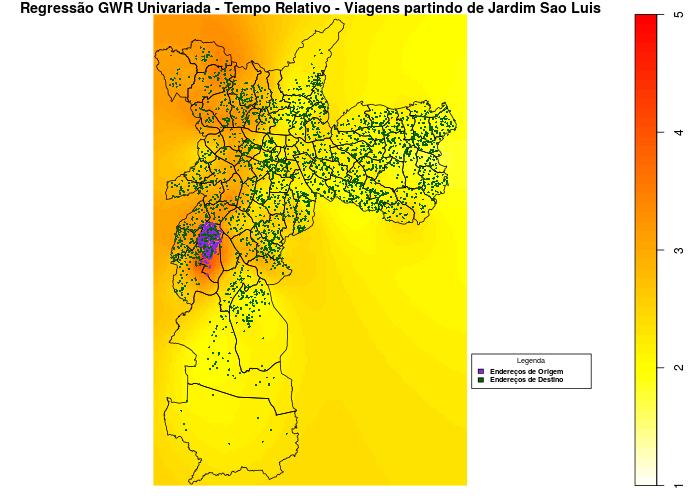 Regressão GWR Univariada - Tempo Relativo - Viagens partindo de Jardim Sao Luis
5
4
3
2
1
Legenda
Endereços de Origem
Endereços de Destino